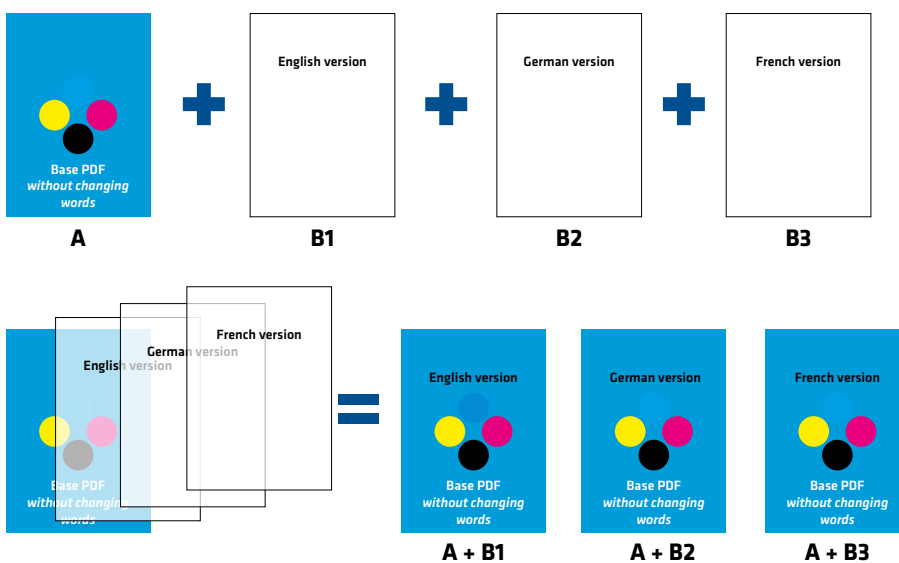 English version
German version
French version
Base PDF
without changing
words
A
B1
B2
B3
French version
German version
English version
Base PDF
without changing
words
English version
German version
French version
Base PDF
without changing
words
Base PDF
without changing
words
Base PDF
without changing
words
A + B1
A + B2
A + B3